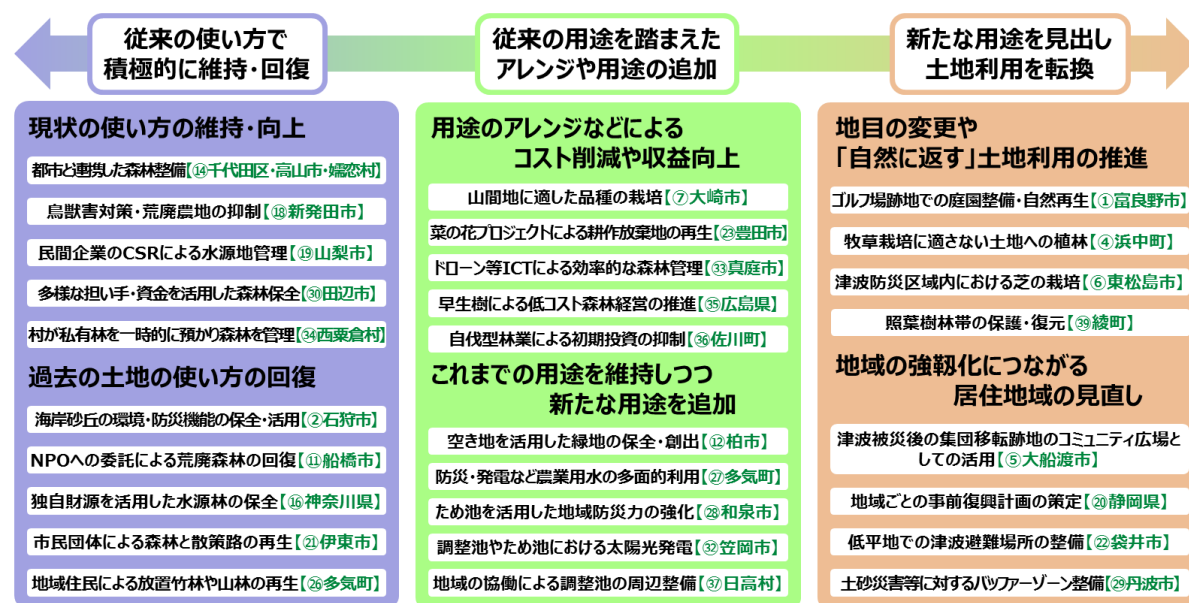 従来の使い方で
積極的に維持・回復
従来の用途を踏まえた
アレンジや用途の追加
新たな用途を見出し
土地利用を転換
現状の使い方の維持・向上
都市と連携した森林整備【⑭千代田区・高山市・嬬恋村】
鳥獣害対策・荒廃農地の抑制【⑱新発田市】
民間企業のCSRによる水源地管理【⑲山梨市】
多様な担い手・資金を活用した森林保全【㉚田辺市】
村が私有林を一時的に預かり森林を管理【㉞西粟倉村】
過去の土地の使い方の回復
海岸砂丘の環境・防災機能の保全・活用【②石狩市】
NPOへの委託による荒廃森林の回復【⑪船橋市】
独自財源を活用した水源林の保全【⑯神奈川県】
市民団体による森林と散策路の再生【㉑伊東市】
地域住民による放置竹林や山林の再生【㉖多気町】
用途のアレンジなどによる
コスト削減や収益向上
山間地に適した品種の栽培【⑦大崎市】
菜の花プロジェクトによる耕作放棄地の再生【㉓豊田市】
ドローン等ICTによる効率的な森林管理【㉝真庭市】
早生樹による低コスト森林経営の推進【㉟広島県】
自伐型林業による初期投資の抑制【㊱佐川町】
これまでの用途を維持しつつ
新たな用途を追加
空き地を活用した緑地の保全・創出【⑫柏市】
防災・発電など農業用水の多面的利用【㉗多気町】
ため池を活用した地域防災力の強化【㉘和泉市】
調整池やため池における太陽光発電【㉜笠岡市】
地域の協働による調整池の周辺整備【㊲日高村】
地目の変更や
「自然に返す」土地利用の推進
ゴルフ場跡地での庭園整備・自然再生【①富良野市】
牧草栽培に適さない土地への植林【④浜中町】
津波防災区域内における芝の栽培【⑥東松島市】
照葉樹林帯の保護・復元【㊴綾町】
地域の強靱化につながる
居住地域の見直し
津波被災後の集団移転跡地のコミュニティ広場と
しての活用【⑤大船渡市】
地域ごとの事前復興計画の策定【⑳静岡県】
低平地での津波避難場所の整備【㉒袋井市】
土砂災害等に対するバッファーゾーン整備【㉙丹波市】